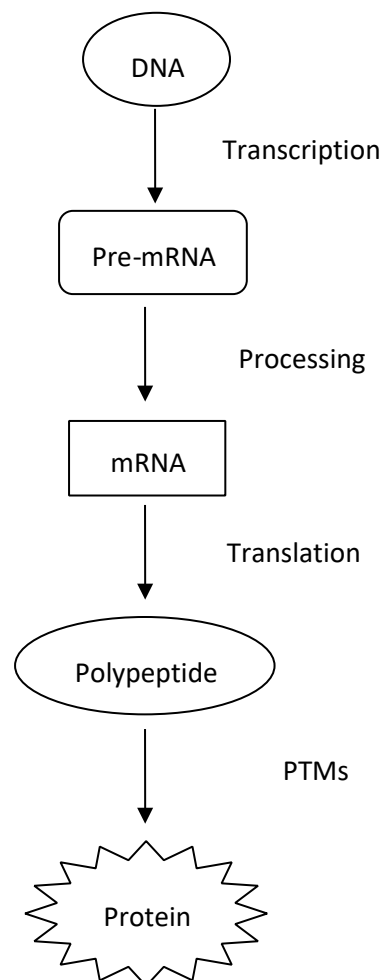 DNA
Transcription
Pre-mRNA
Processing
mRNA
Translation
Polypeptide
PTMs
Protein